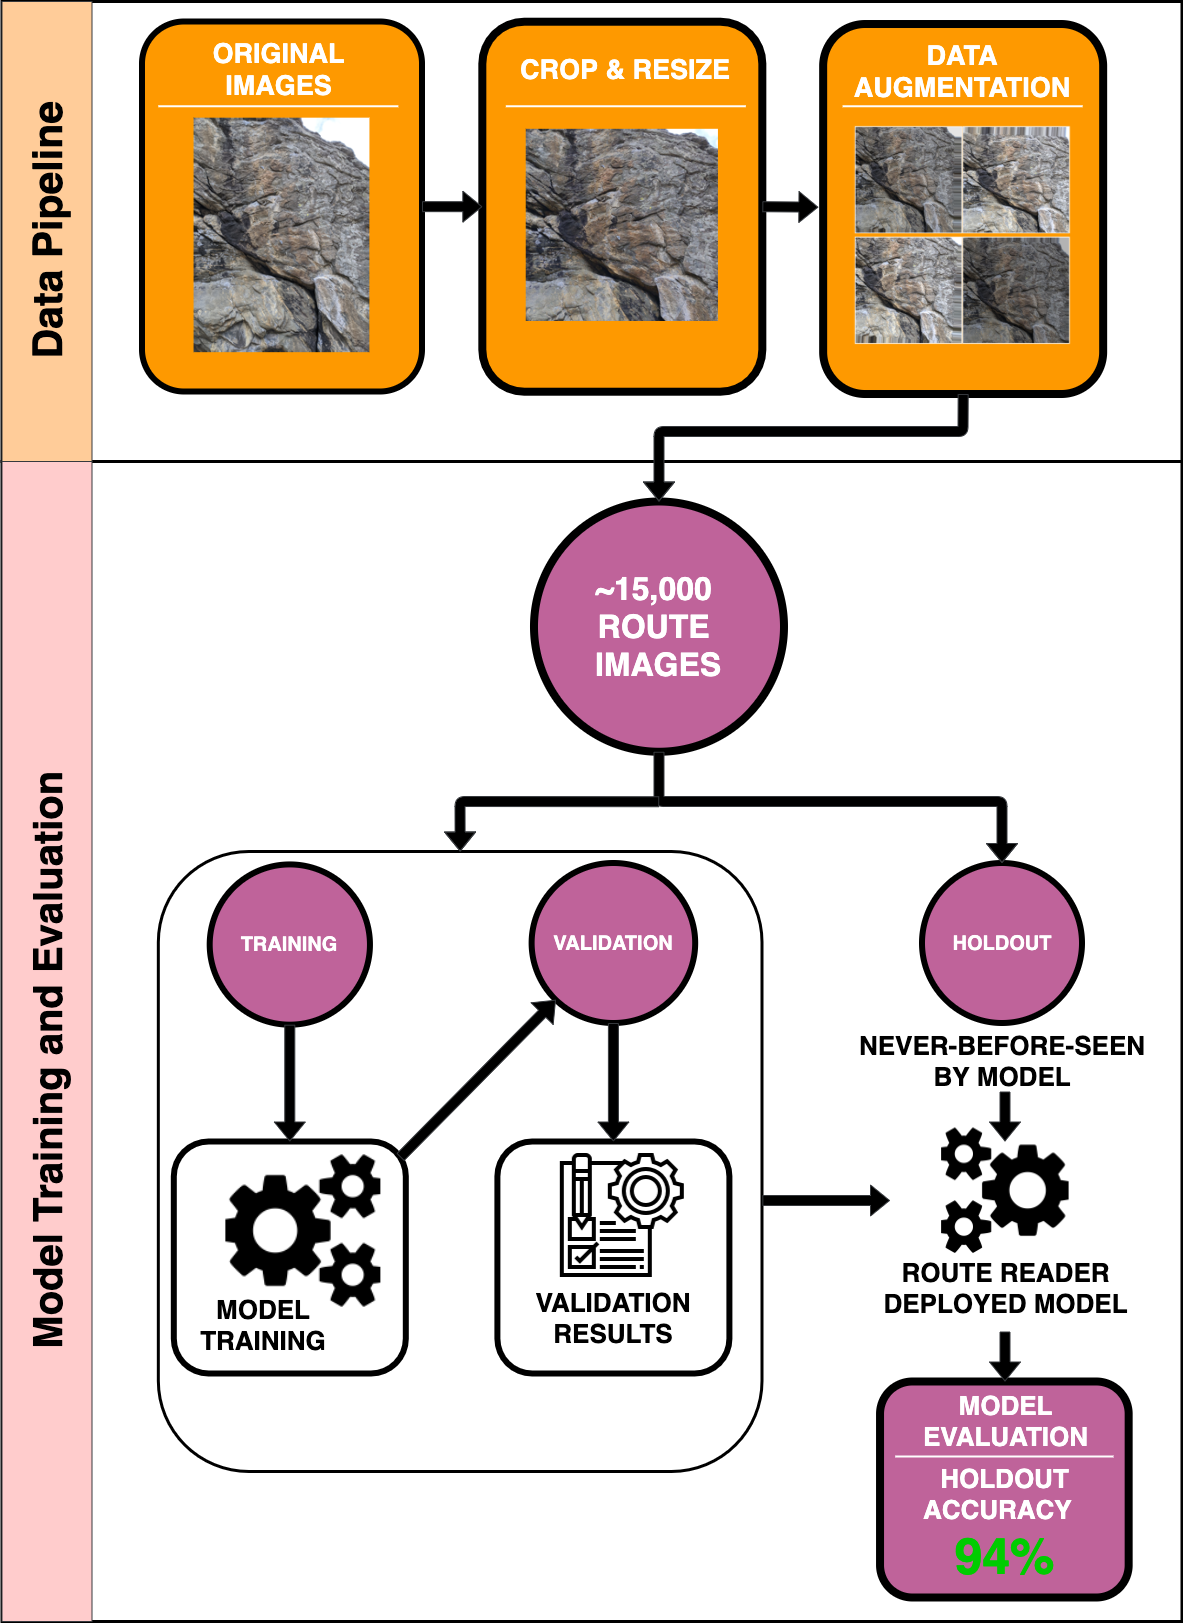 Data Pipeline
ORIGINAL
IMAGES
CROP & RESIZE
DATA
AUGMENTATION
Model Training and Evaluation
~15,000
ROUTE
IMAGES
TRAINING
VALIDATION
HOLDOUT
NEVER-BEFORE-SEEN
BY MODEL
MODEL
TRAINING
VALIDATION
RESULTS
ROUTE READER
DEPLOYED MODEL
MODEL
EVALUATION
HOLDOUT
ACCURACY
94%